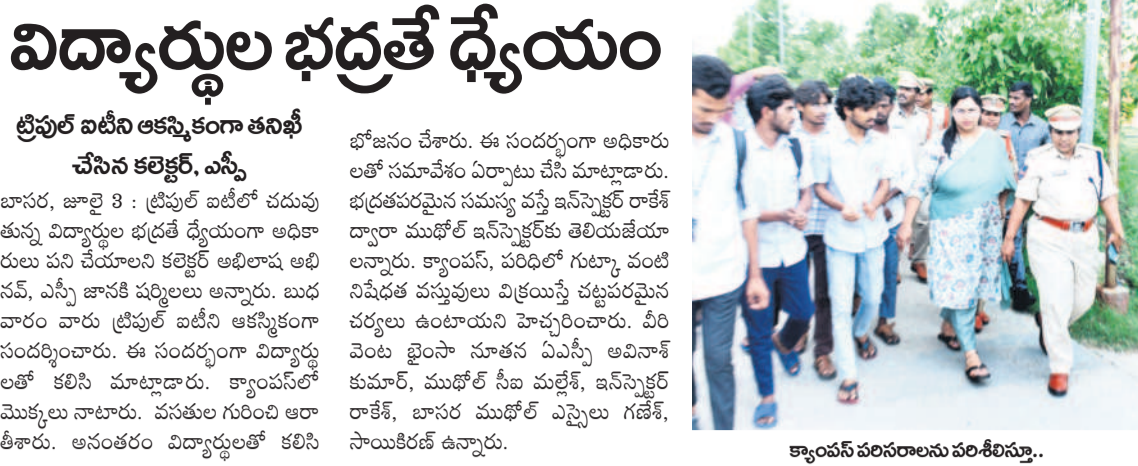 విద్యార్థుల భద్రతే ధ్యేయం
ట్రిపుల్ ఐటీని ఆకస్మికంగా తనిఖీ
చేసిన కలెక్టర్, ఎస్పీ
బాసర, జూలై 3 : ట్రిపుల్ ఐటీలో చదువు
తున్న విద్యార్థుల భద్రతే ధ్యేయంగా అధికా
రులు పని చేయాలని కలెక్టర్ అభిలాష అభి
నవ్, ఎస్పీ జానకి షర్మిలలు అన్నారు. బుధ
వారం వారు ట్రిపుల్ ఐటీని ఆకస్మికంగా
సందర్శించారు. ఈ సందర్భంగా విద్యార్థు
లతో కలిసి మాట్లాడారు. క్యాంపస్‌లో
మొక్కలు నాటారు. వసతుల గురించి ఆరా
తీశారు. అనంతరం విద్యార్థులతో కలిసి
భోజనం చేశారు. ఈ సందర్భంగా అధికారు
లతో సమావేశం ఏర్పాటు చేసి మాట్లాడారు.
భద్రతపరమైన సమస్య వస్తే ఇన్‌స్పెక్టర్ రాకేశ్
ద్వారా ముథోల్ ఇన్‌స్పెక్టర్‌కు తెలియజేయా
లన్నారు. క్యాంపస్, పరిధిలో గుట్కా వంటి
నిషేధత వస్తువులు విక్రయిస్తే చట్టపరమైన
చర్యలు ఉంటాయని హెచ్చరించారు. వీరి
వెంట భైంసా నూతన ఏఎస్పీ అవినాశ్
కుమార్, ముథోల్ సీఐ మల్లేశ్, ఇన్‌స్పెక్టర్
రాకేశ్, బాసర ముథోల్ ఎస్సైలు గణేశ్,
సాయికిరణ్ ఉన్నారు.
క్యాంపస్ పరిసరాలను పరిశీలిస్తూ..